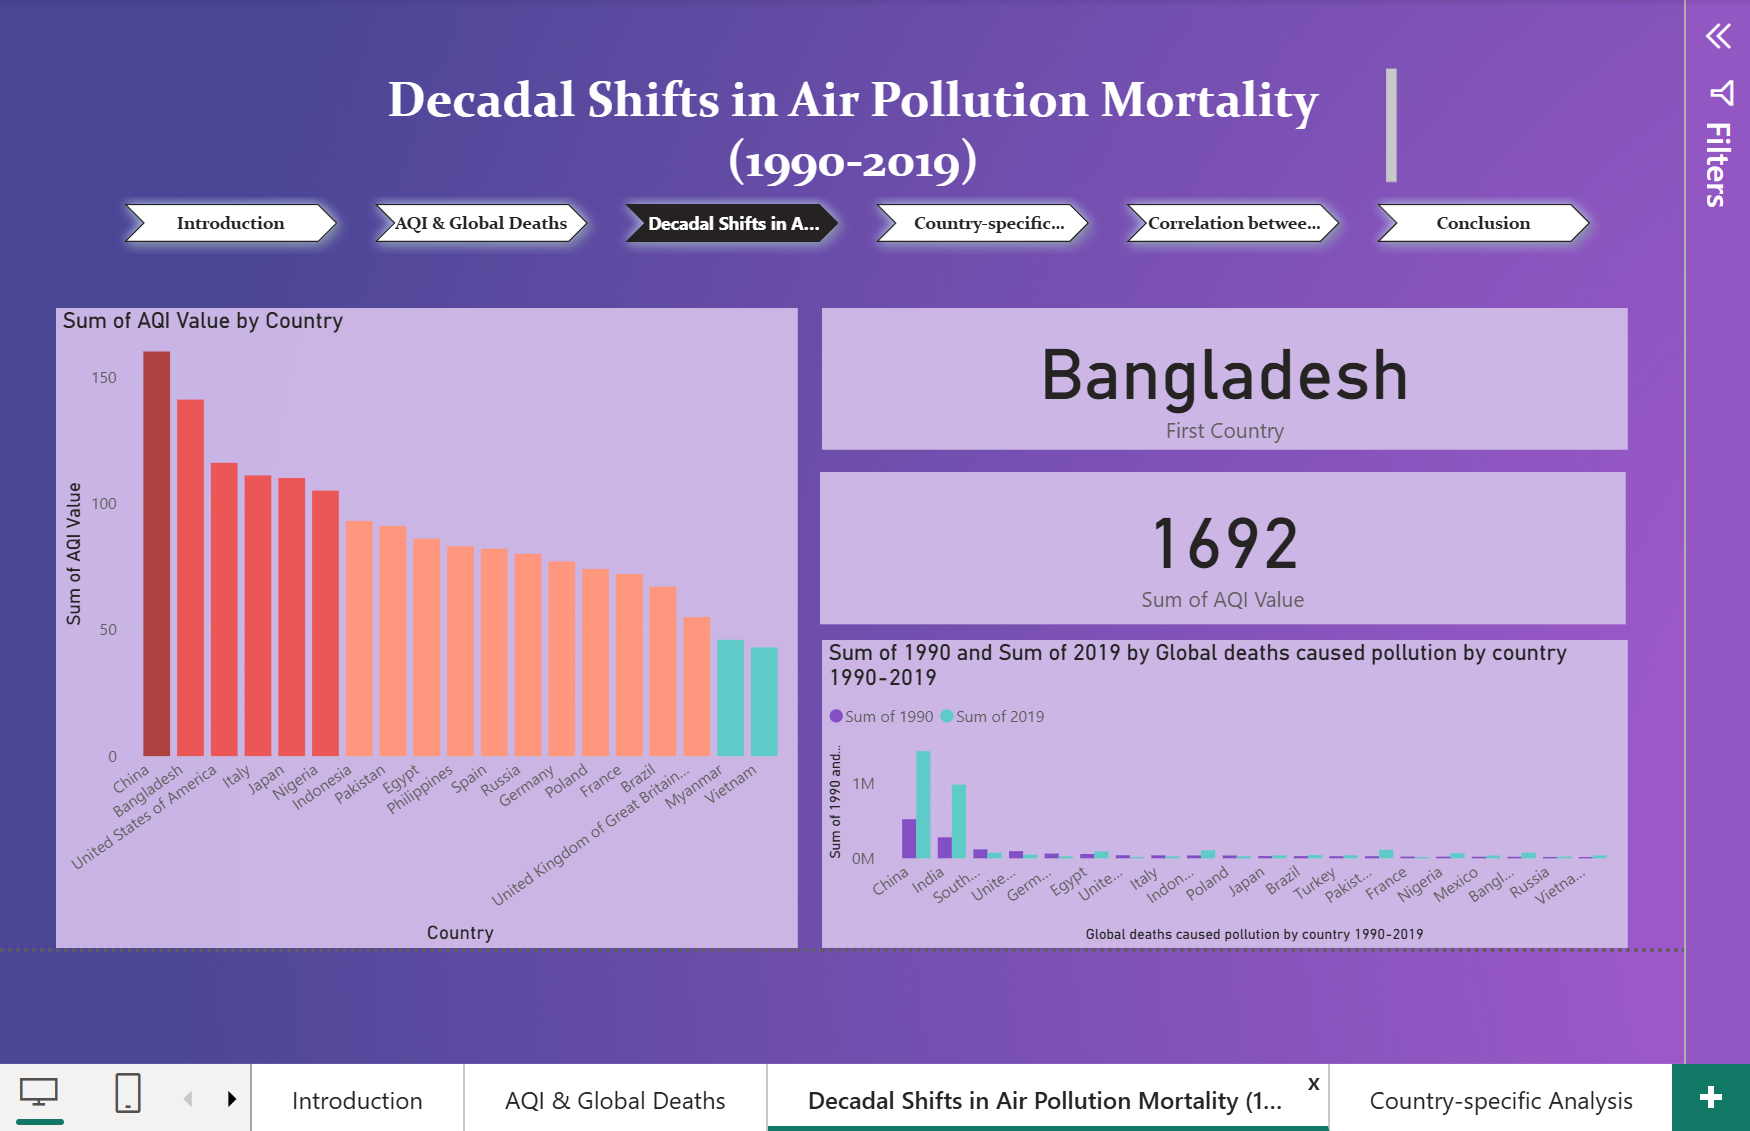 Decadal Shifts in Air Pollution Mortality
(1990-2019)
Filters
Introduction
AQI & Global Deaths
Decadal Shifts in A...
Country-specific...
Correlation betwee...
Conclusion
Sum of AQI Value by Country
Sum of AQI Value
150
100
50
0
China
Bangladesh
United States of America
Italy
Japan
Nigeria
Indonesia
Pakistan
Egypt
Philippines
Spain
Russia
Germany
Poland
France
Brazil
United Kingdom of Great Britain...
Myanmar
Vietnam
Country
Bangladesh
First Country
1692
Sum of AQI Value
Sum of 1990 and Sum of 2019 by Global deaths caused pollution by country
1990-2019
Sum of 1990
Sum of 2019
Sum of 1990 and...
1M
0M
China
India
South...
Unite...
Germ...
Egypt
Unite...
Italy
Indon...
Poland
Japan
Brazil
Turkey
Pakist...
France
Nigeria
Mexico
Bangl...
Russia
Vietna...
Global deaths caused pollution by country 1990-2019
Introduction
AQI & Global Deaths
Decadal Shifts in Air Pollution Mortality (1...
x
Country-specific Analysis
+